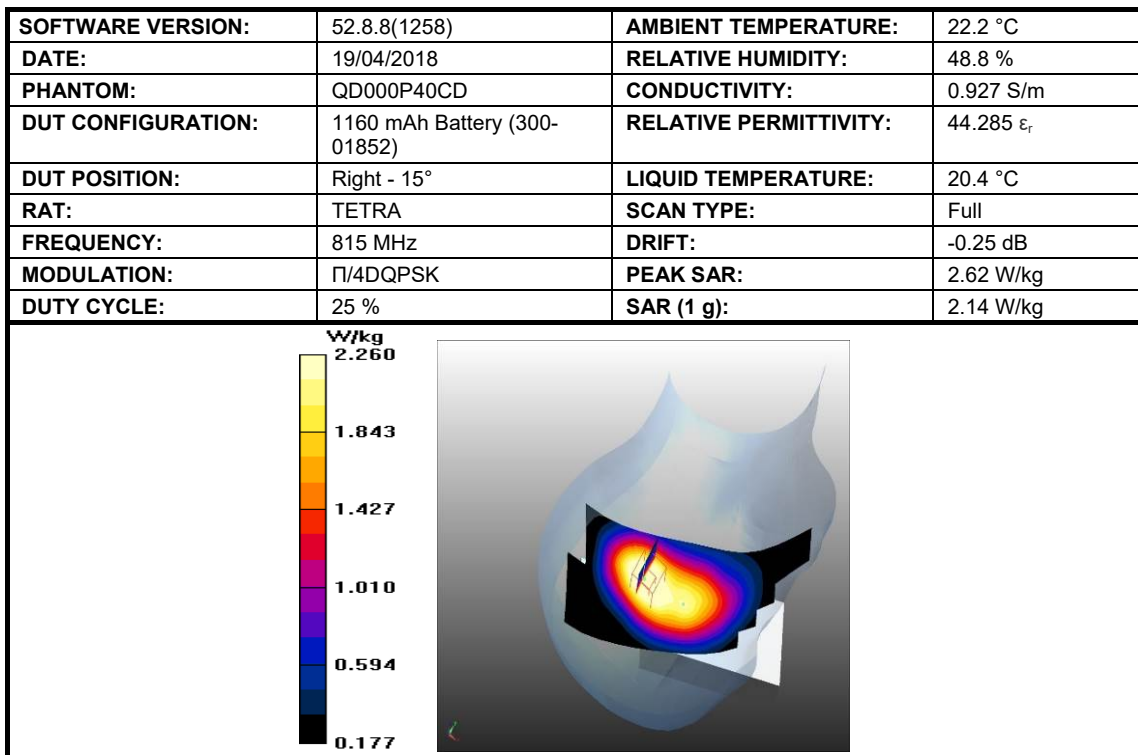 SOFTWARE VERSION: 52.8.8(1258) AMBIENT TEMPERATURE: 22.2 °C
DATE: 19/04/2018 RELATIVE HUMIDITY: 48.8 %
PHANTOM: QD000P40CD CONDUCTIVITY: 0.927 S/m
DUT CONFIGURATION: 1160 mAh Battery (300-
01852) RELATIVE PERMITTIVITY: 44.285 εr
DUT POSITION: Right - 15° LIQUID TEMPERATURE: 20.4 °C
RAT: TETRA SCAN TYPE: Full
FREQUENCY: 815 MHz DRIFT: -0.25 dB
MODULATION: Π/4DQPSK PEAK SAR: 2.62 W/kg
DUTY CYCLE: 25 % SAR (1 g): 2.14 W/kg
W/kg
2.260
1.843
1.427
1.010
0.594
0.177